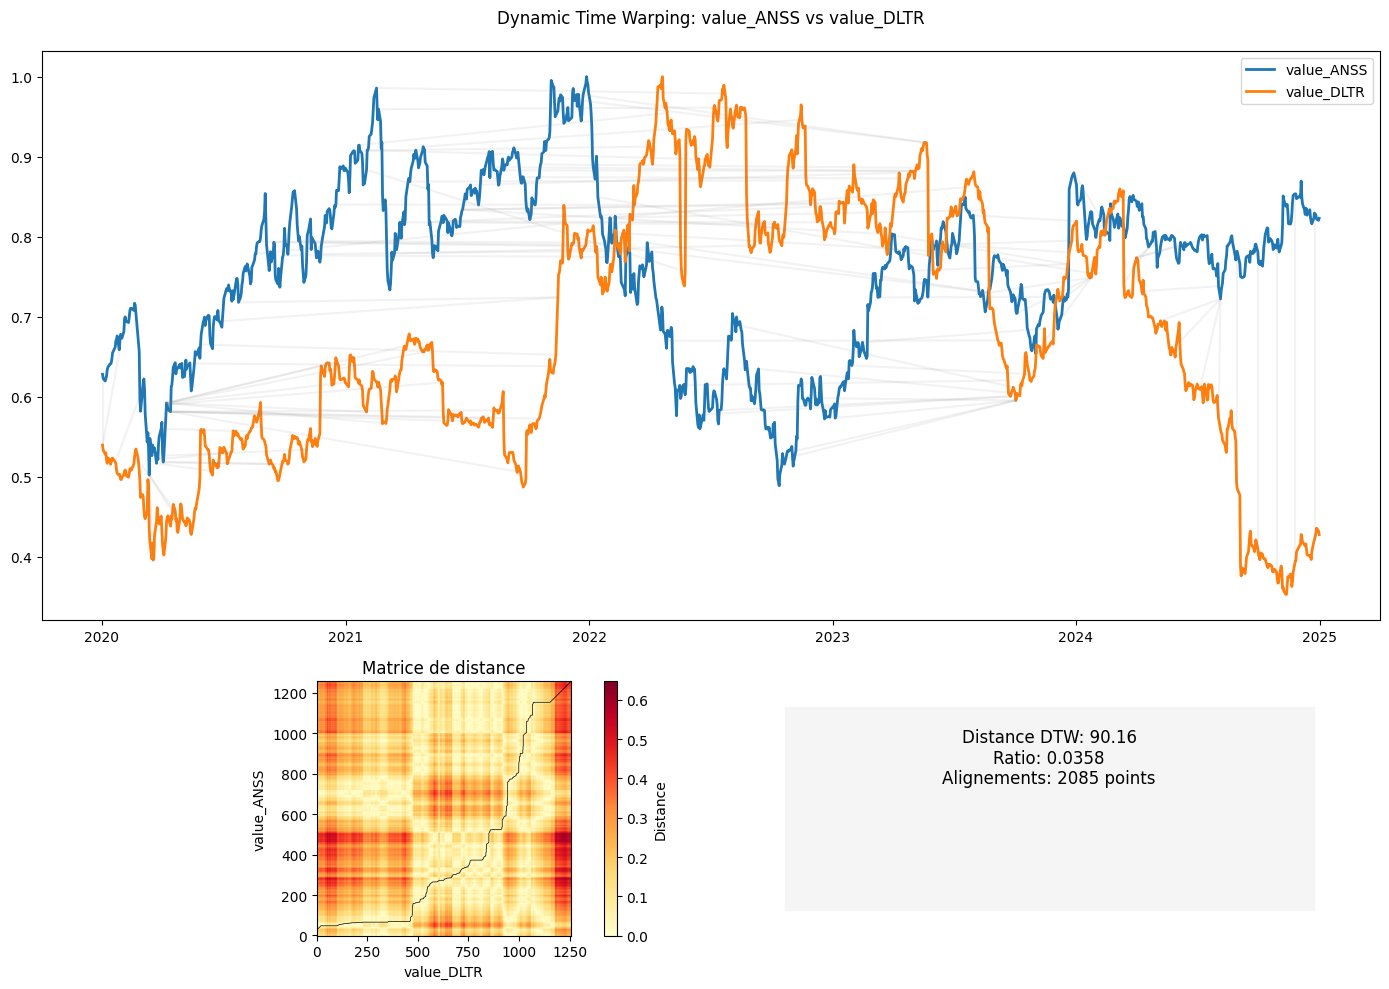 Dynamic Time Warping: value_ANSS vs value_DLTR
value_ANSS
value_DLTR
1.0
0.9
0.8
0.7
0.6
0.5
0.4
2020 2021 2022 2023 2024 2025
Matrice de distance
value_ANSS
1200
1000
800
600
400
200
0
0 250 500 750 1000 1250
value_DLTR
0.6
0.5
0.4
0.3
0.2
0.1
0.0
Distance
Distance DTW: 90.16
Ratio: 0.0358
Alignements: 2085 points